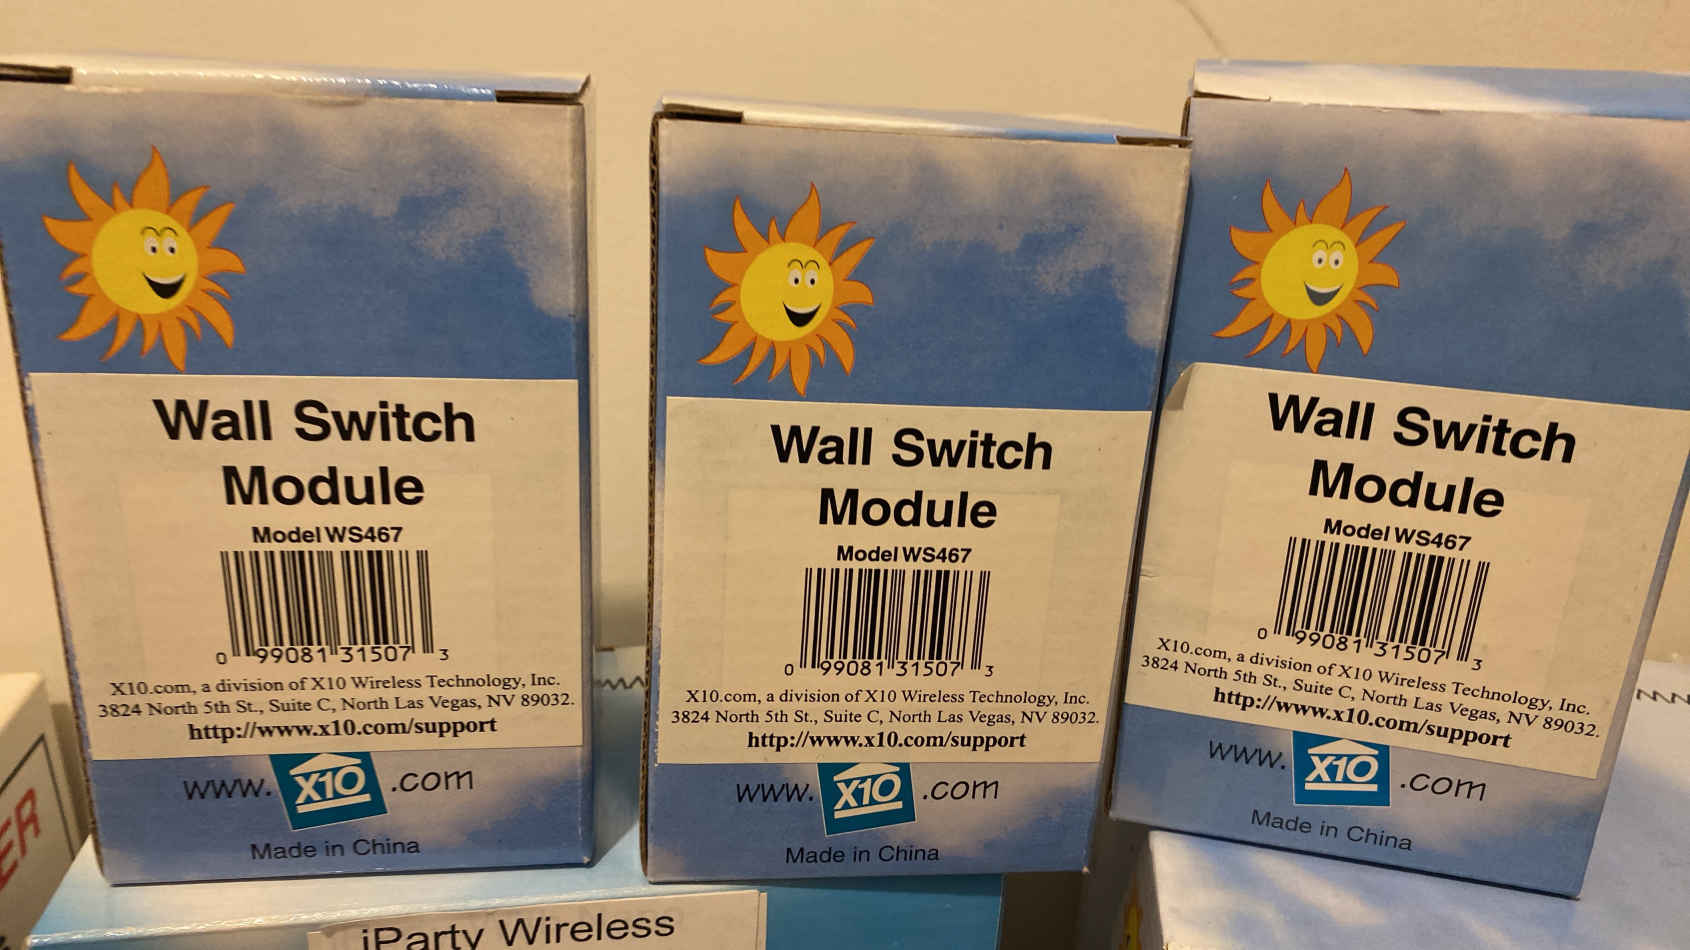 Wall Switch
Module
Model WS467
0 99081 31507 3
X10.com, a division of X10 Wireless Technology, Inc.
3824 North 5th St., Suite C, North Las Vegas, NV 89032.
http://www.x10.com/support
www. X10 .com
Made in China
Wall Switch
Module
Model WS467
0 99081 31507 3
X10.com, a division of X10 Wireless Technology, Inc.
3824 North 5th St., Suite C, North Las Vegas, NV 89032.
http://www.x10.com/support
www. X10 .com
Made in China
Wall Switch
Module
Model WS467
0 99081 31507 3
X10.com, a division of X10 Wireless Technology, Inc.
3824 North 5th St., Suite C, North Las Vegas, NV 89032.
http://www.x10.com/support
www. X10 .com
Made in China
iParty Wireless